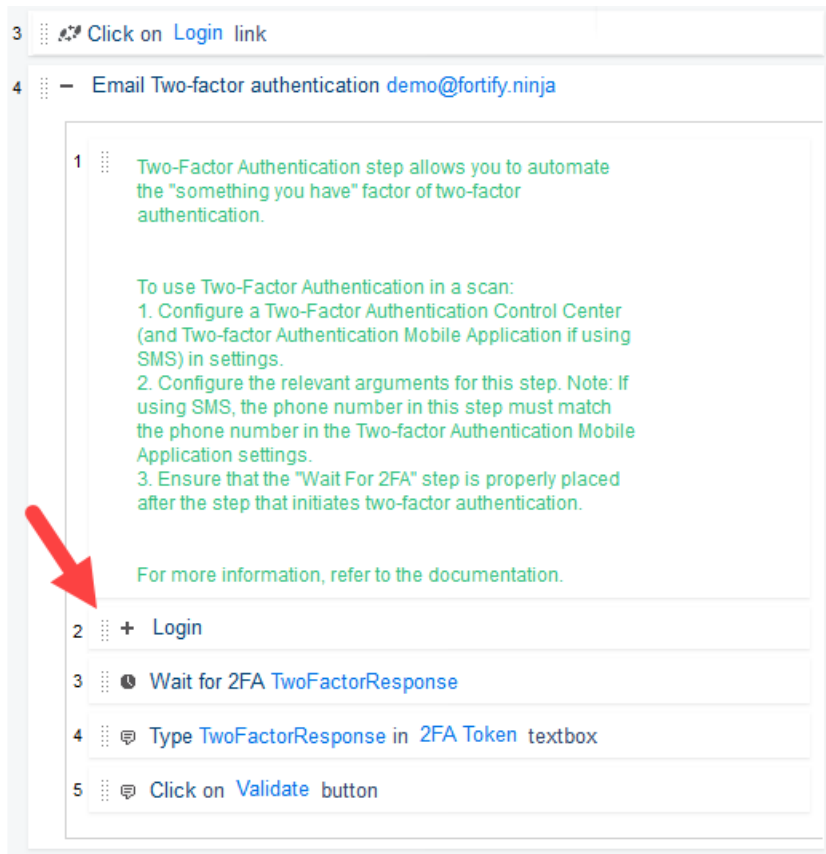 3 Click on Login link
4 Email Two-factor authentication demo@fortify.ninja
1 Two-Factor Authentication step allows you to automate
the "something you have" factor of two-factor
authentication.
To use Two-Factor Authentication in a scan:
1. Configure a Two-Factor Authentication Control Center
(and Two-factor Authentication Mobile Application if using
SMS) in settings.
2. Configure the relevant arguments for this step. Note: If
using SMS, the phone number in this step must match
the phone number in the Two-factor Authentication Mobile
Application settings.
3. Ensure that the "Wait For 2FA" step is properly placed
after the step that initiates two-factor authentication.
For more information, refer to the documentation.
2 + Login
3 Wait for 2FA TwoFactorResponse
4 Type TwoFactorResponse in 2FA Token textbox
5 Click on Validate button